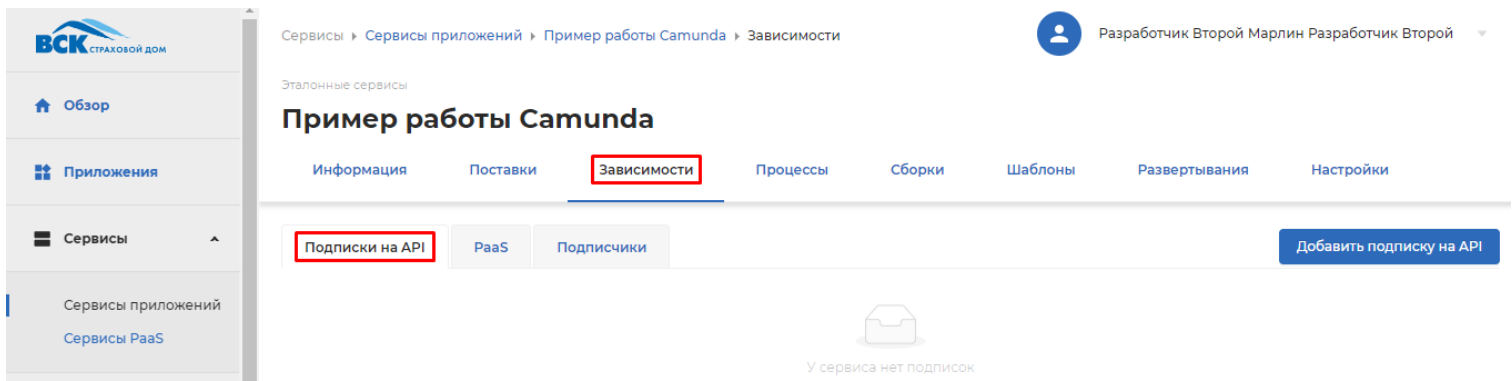 ВСК СТРАХОВОЙ ДОМ
Обзор
Приложения
Сервисы
Сервисы приложений
Сервисы PaaS
Сервисы Сервисы приложений Пример работы Camunda Зависимости
Разработчик Второй Марлин Разработчик Второй
Эталонные сервисы
Пример работы Camunda
Информация Поставки Зависимости Процессы Сборки Шаблоны Развертывания Настройки
Подписки на API PaaS Подписчики
Добавить подписку на API
У сервиса нет подписок